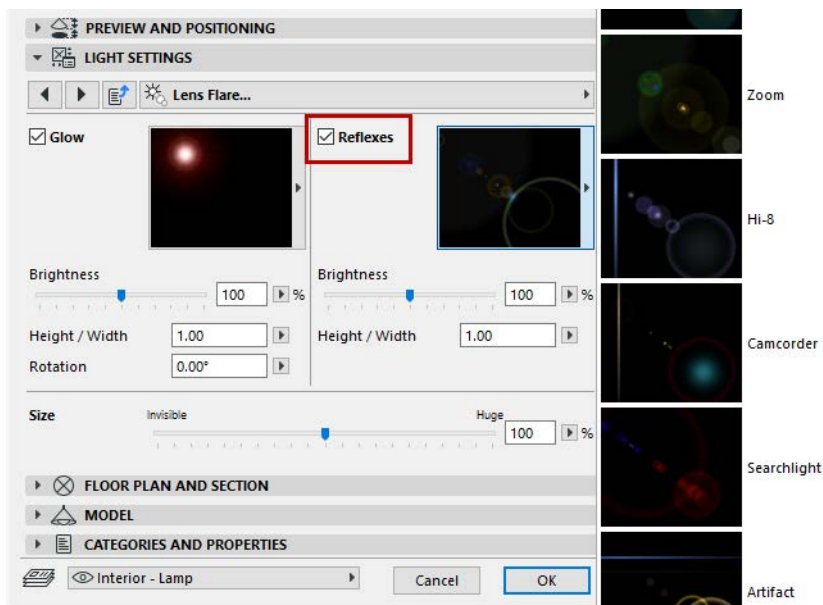 PREVIEW AND POSITIONING
LIGHT SETTINGS
Lens Flare...
Glow
Reflexes
Brightness
100 %
Height / Width 1.00
Rotation 0.00°
Brightness
100 %
Height / Width 1.00
Size
Invisible
Huge
100 %
FLOOR PLAN AND SECTION
MODEL
CATEGORIES AND PROPERTIES
Interior - Lamp
Cancel
OK
Zoom
Hi-8
Camcorder
Searchlight
Artifact